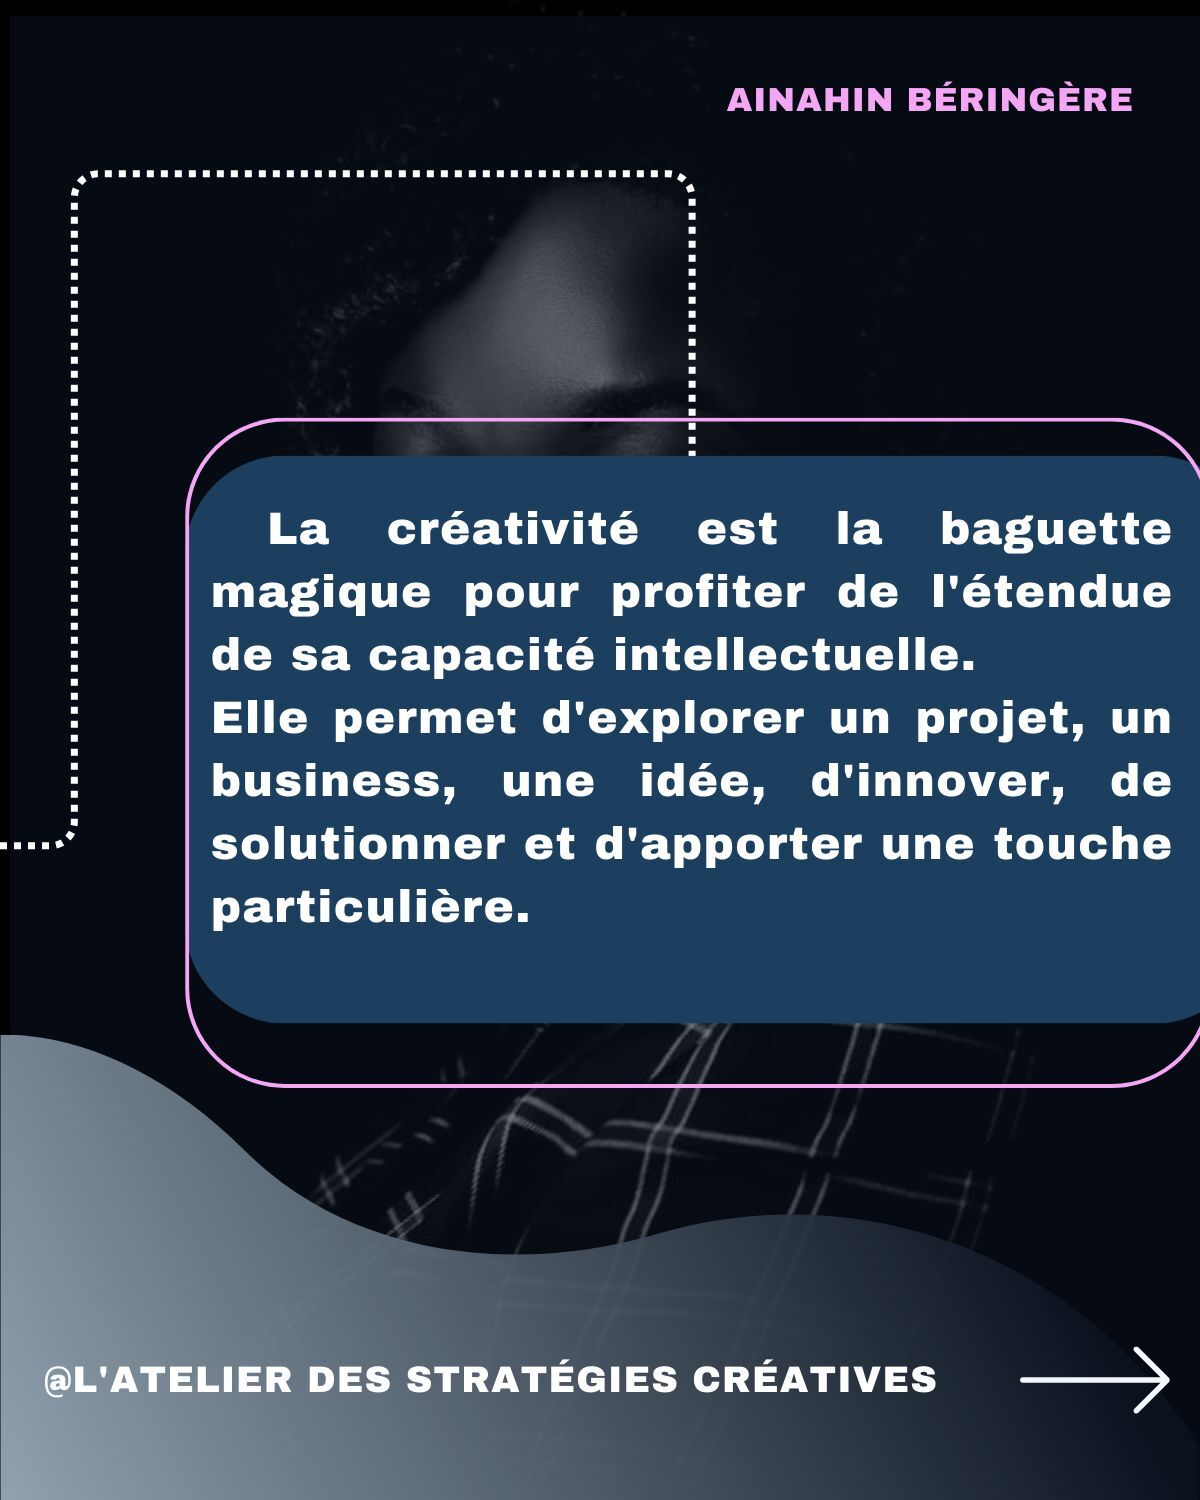 AINAHIN BÉRINGÈRE
La créativité est la baguette
magique pour profiter de l'étendue
de sa capacité intellectuelle.
Elle permet d'explorer un projet, un
business, une idée, d'innover, de
solutionner et d'apporter une touche
particulière.
@L'ATELIER DES STRATÉGIES CRÉATIVES